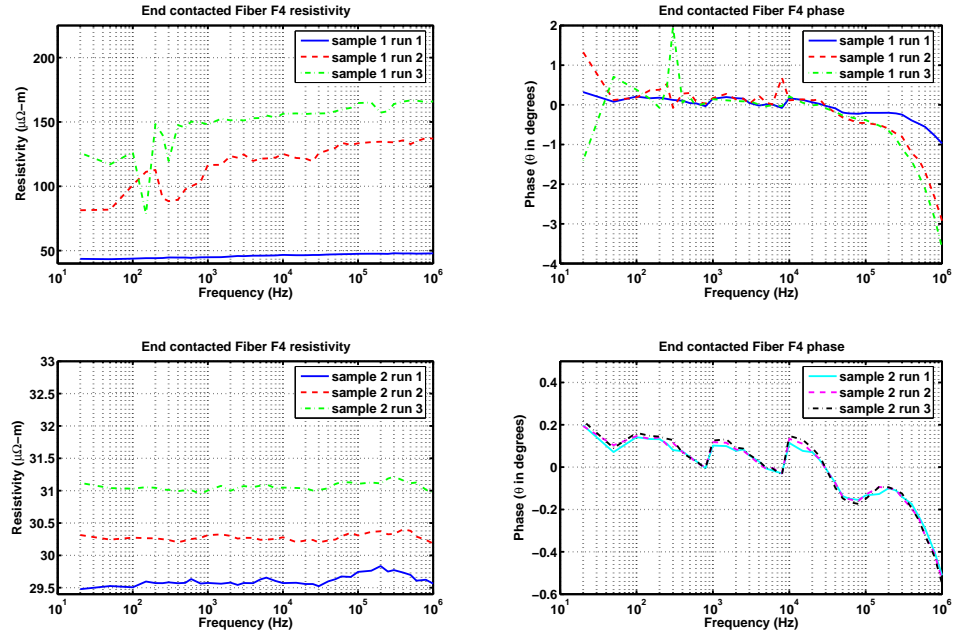 End contacted Fiber F4 resistivity
Resistivity (μΩ−m)
200
150
100
50
sample 1 run 1
sample 1 run 2
sample 1 run 3
10^1
10^2
10^3
10^4
10^5
10^6
Frequency (Hz)
End contacted Fiber F4 phase
Phase (θ in degrees)
2
1
0
−1
−2
−3
−4
sample 1 run 1
sample 1 run 2
sample 1 run 3
10^1
10^2
10^3
10^4
10^5
10^6
Frequency (Hz)
End contacted Fiber F4 resistivity
Resistivity (μΩ−m)
33
32.5
32
31.5
31
30.5
30
29.5
sample 2 run 1
sample 2 run 2
sample 2 run 3
10^1
10^2
10^3
10^4
10^5
10^6
Frequency (Hz)
End contacted Fiber F4 phase
Phase (θ in degrees)
0.4
0.2
0
−0.2
−0.4
−0.6
sample 2 run 1
sample 2 run 2
sample 2 run 3
10^1
10^2
10^3
10^4
10^5
10^6
Frequency (Hz)